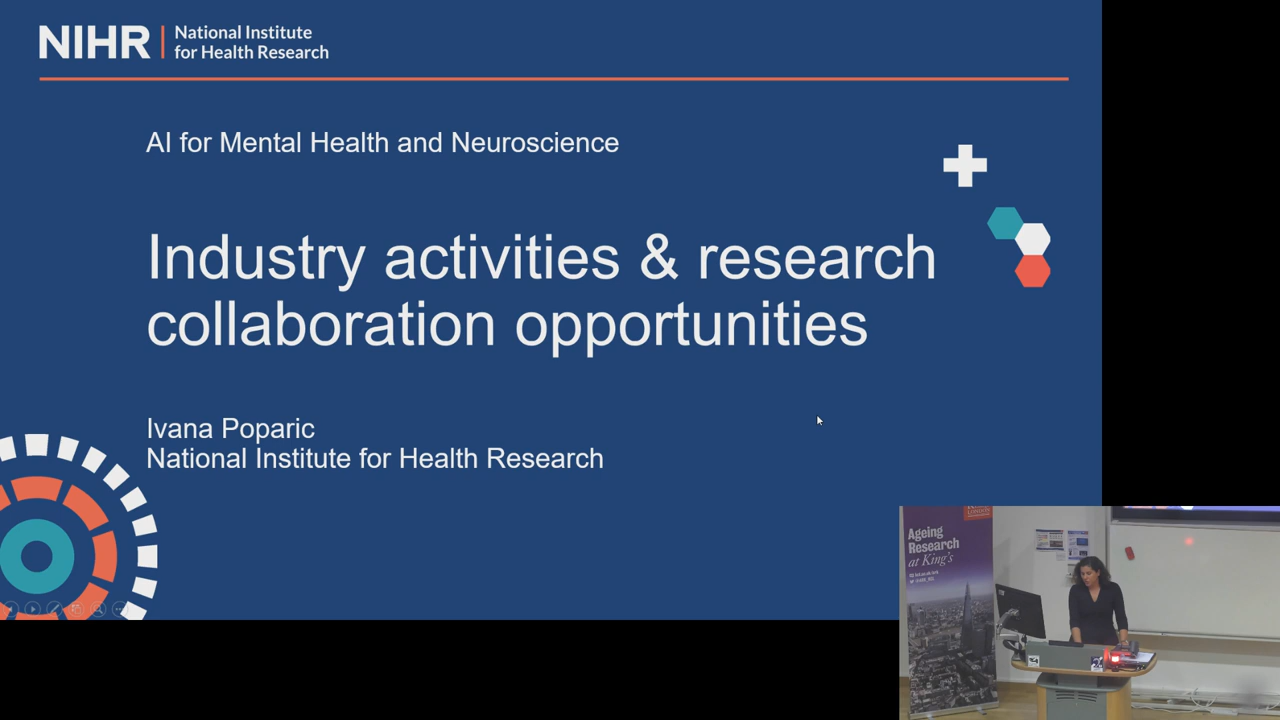 NIHR
National Institute
for Health Research
AI for Mental Health and Neuroscience
Industry activities & research
collaboration opportunities
Ivana Poparic
National Institute for Health Research
Ageing
Research
at King's